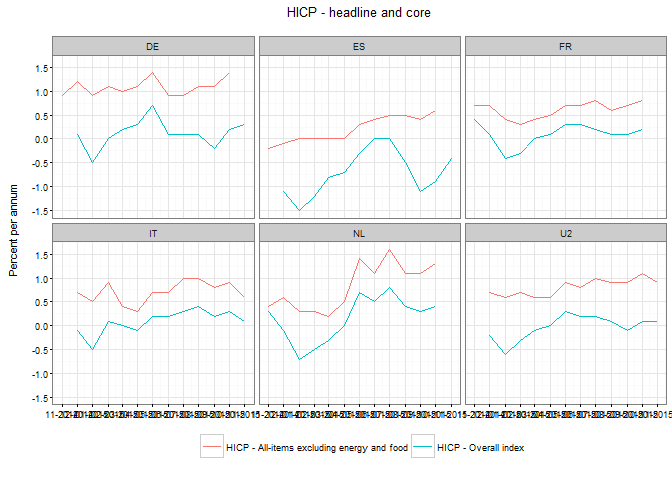 HICP - headline and core
DE ES FR
1.5
1.0
0.5
0.0
-0.5
-1.0
-1.5
Percent per annum
IT NL U2
1.5
1.0
0.5
0.0
-0.5
-1.0
-1.5
HICP - All-items excluding energy and food HICP - Overall index